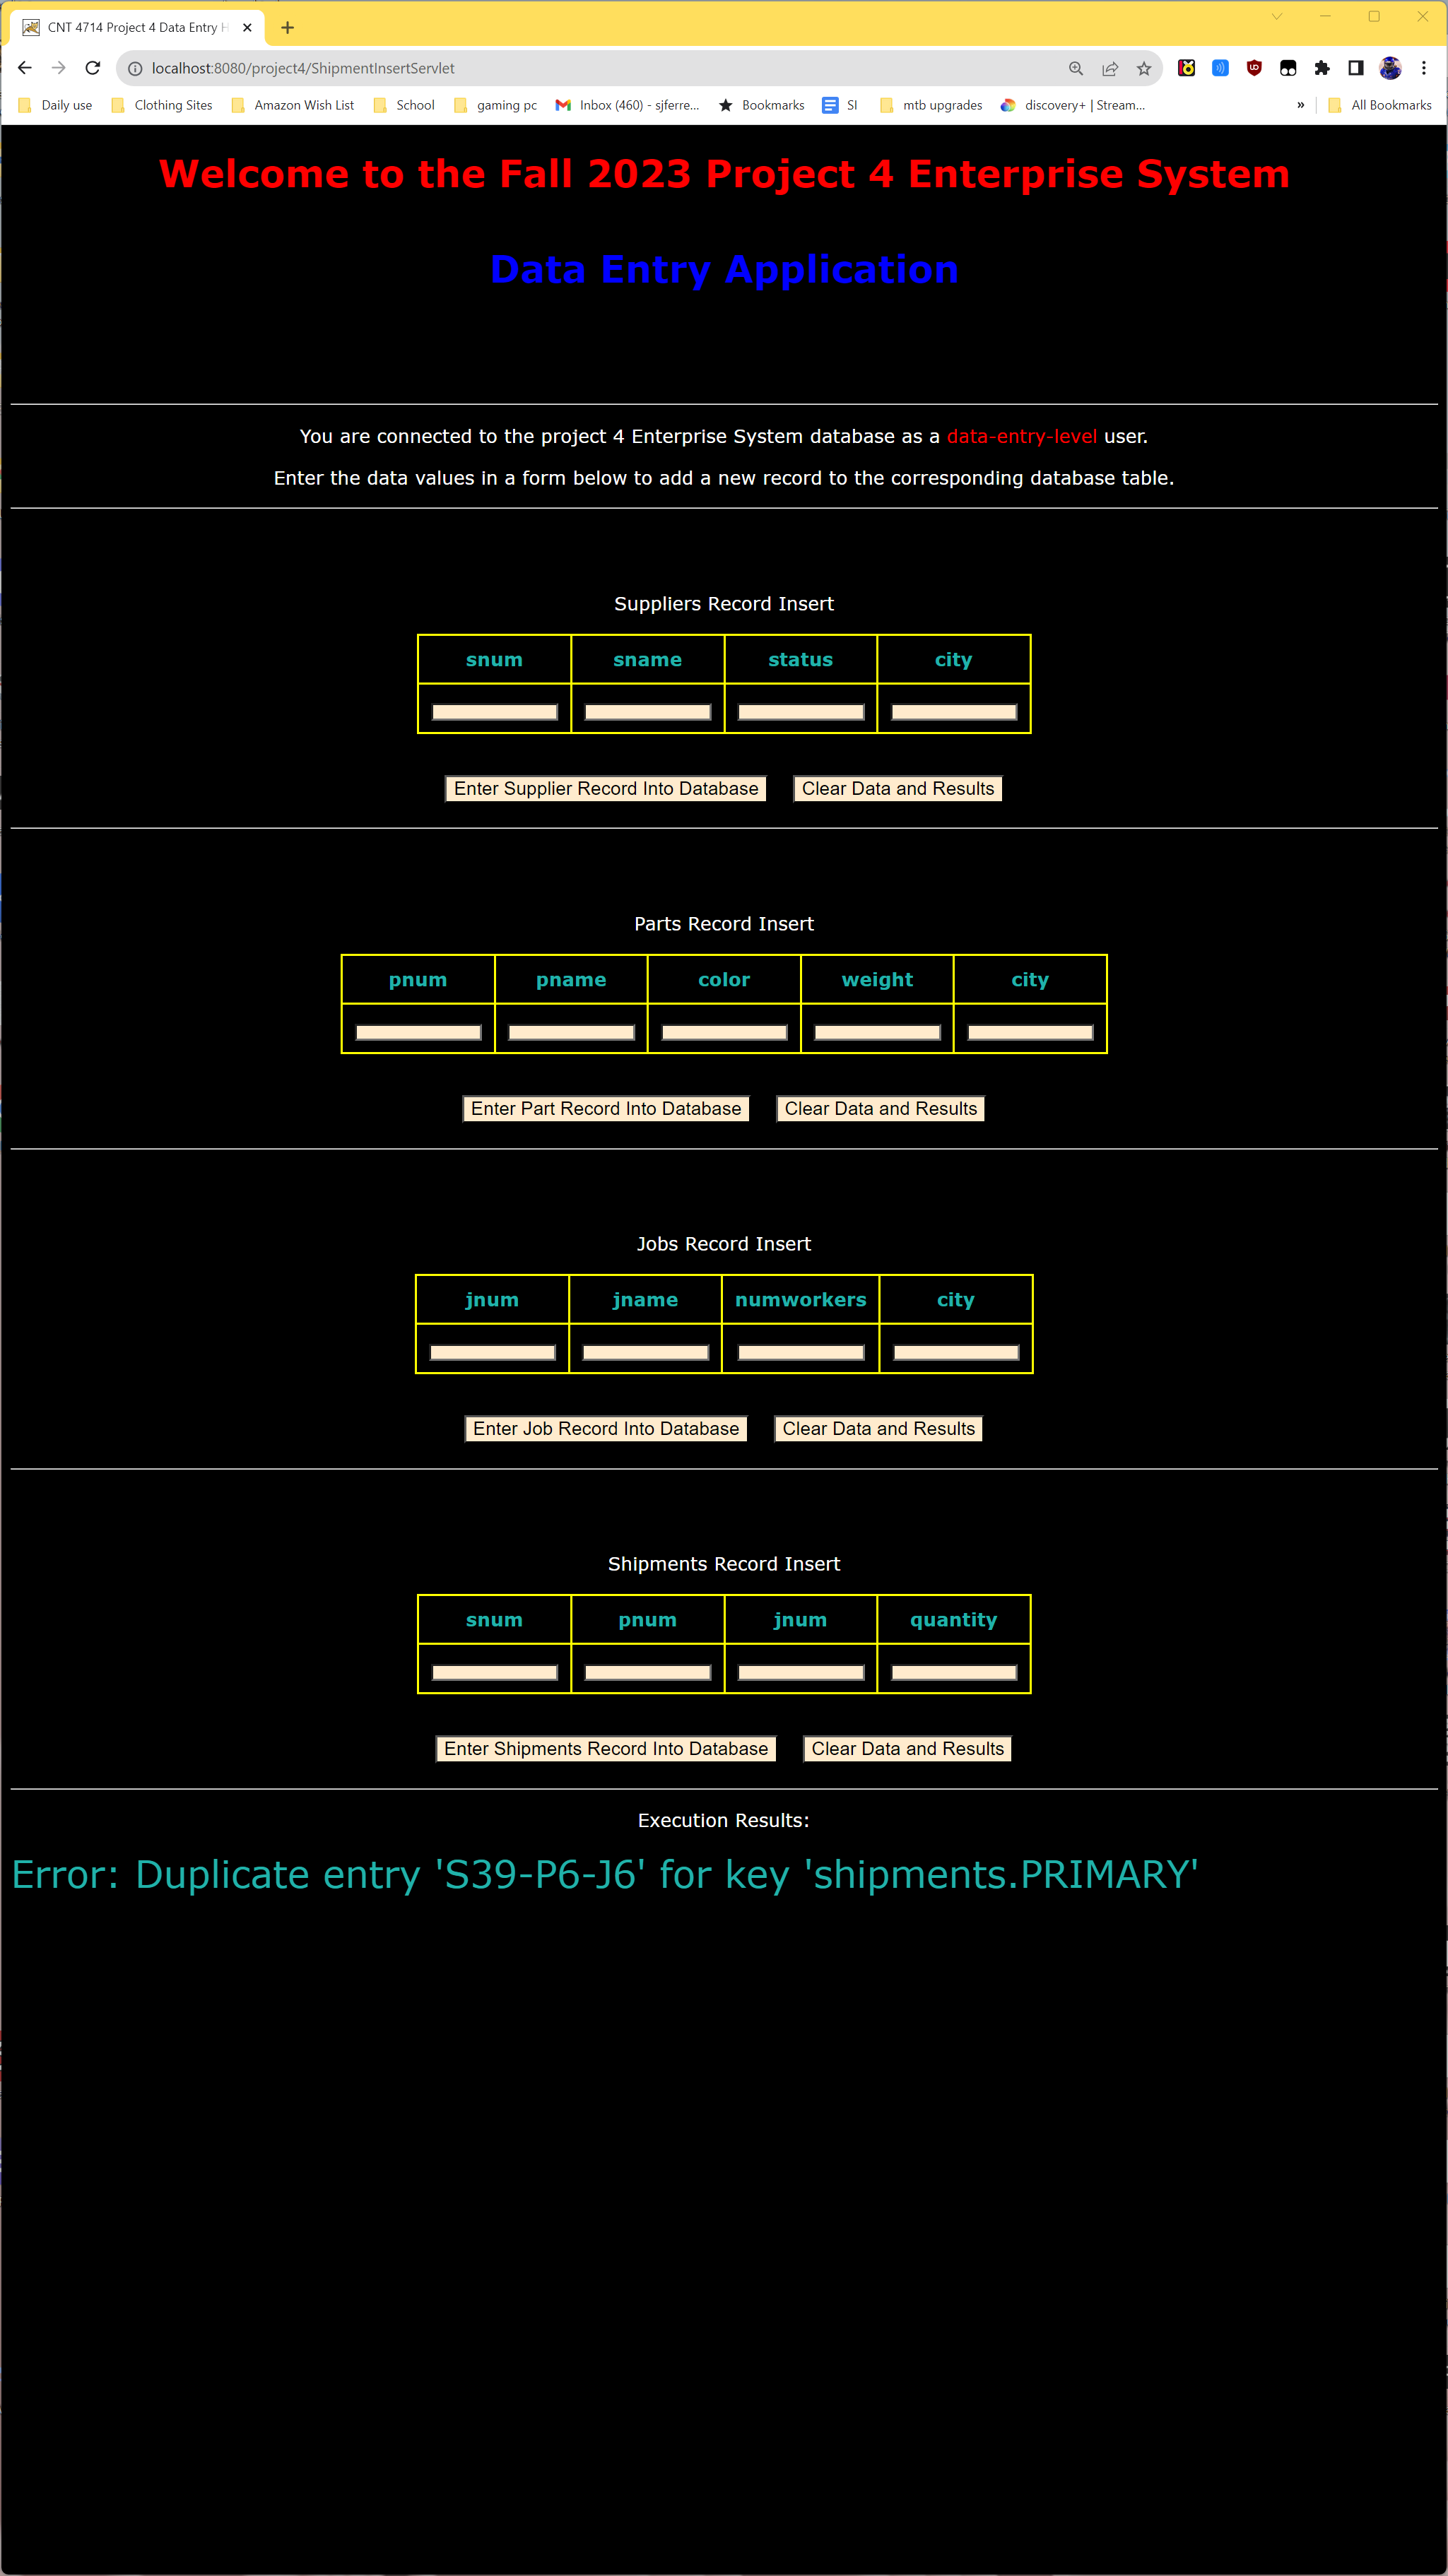 CNT 4714 Project 4 Data Entry H
localhost:8080/project4/ShipmentInsertServlet
Daily use Clothing Sites Amazon Wish List School gaming pc Inbox (460) - sjferre... Bookmarks SI mtb upgrades discovery+ | Stream... » All Bookmarks
Welcome to the Fall 2023 Project 4 Enterprise System
Data Entry Application
You are connected to the project 4 Enterprise System database as a data-entry-level user.
Enter the data values in a form below to add a new record to the corresponding database table.
Suppliers Record Insert
snum sname status city
Enter Supplier Record Into Database Clear Data and Results
Parts Record Insert
pnum pname color weight city
Enter Part Record Into Database Clear Data and Results
Jobs Record Insert
jnum jname numworkers city
Enter Job Record Into Database Clear Data and Results
Shipments Record Insert
snum pnum jnum quantity
Enter Shipments Record Into Database Clear Data and Results
Execution Results:
Error: Duplicate entry 'S39-P6-J6' for key 'shipments.PRIMARY'